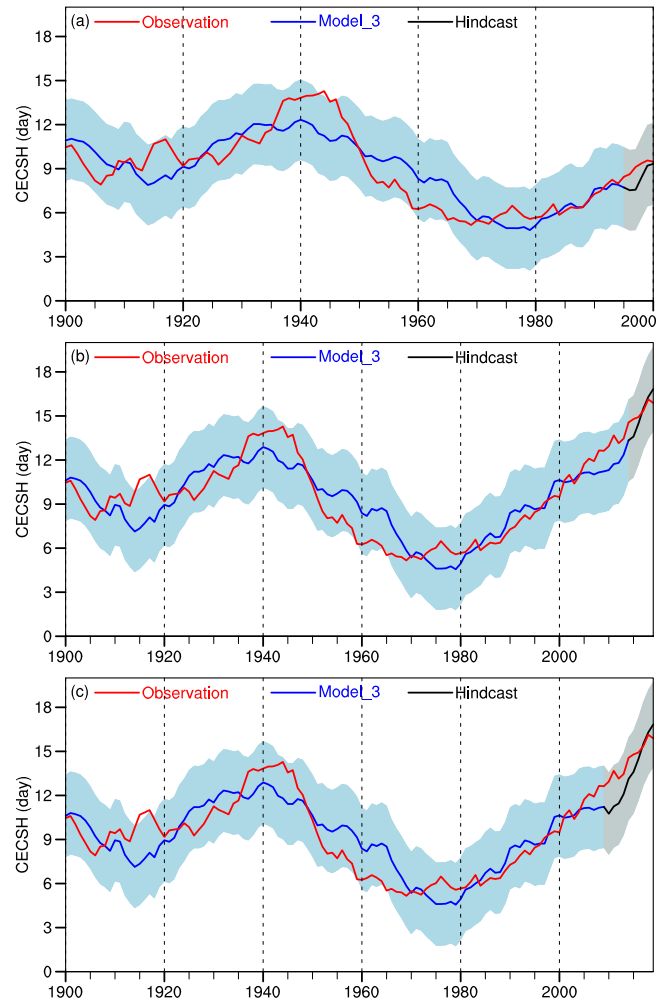 (a) Observation Model_3 Hindcast
18
15
12
9
6
3
0
CECSH (day)
1900 1920 1940 1960 1980 2000
(b) Observation Model_3 Hindcast
18
15
12
9
6
3
0
CECSH (day)
1900 1920 1940 1960 1980 2000
(c) Observation Model_3 Hindcast
18
15
12
9
6
3
0
CECSH (day)
1900 1920 1940 1960 1980 2000